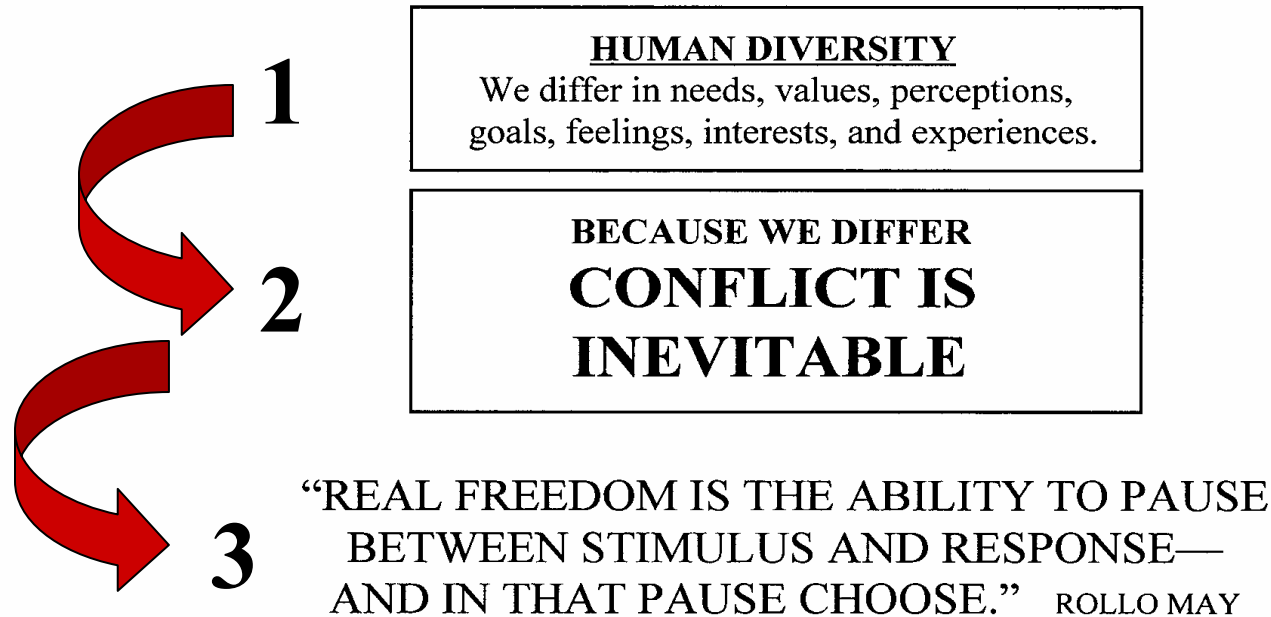 1
HUMAN DIVERSITY
We differ in needs, values, perceptions,
goals, feelings, interests, and experiences.
2
BECAUSE WE DIFFER
CONFLICT IS
INEVITABLE
3
“REAL FREEDOM IS THE ABILITY TO PAUSE
BETWEEN STIMULUS AND RESPONSE—
AND IN THAT PAUSE CHOOSE.” ROLLO MAY